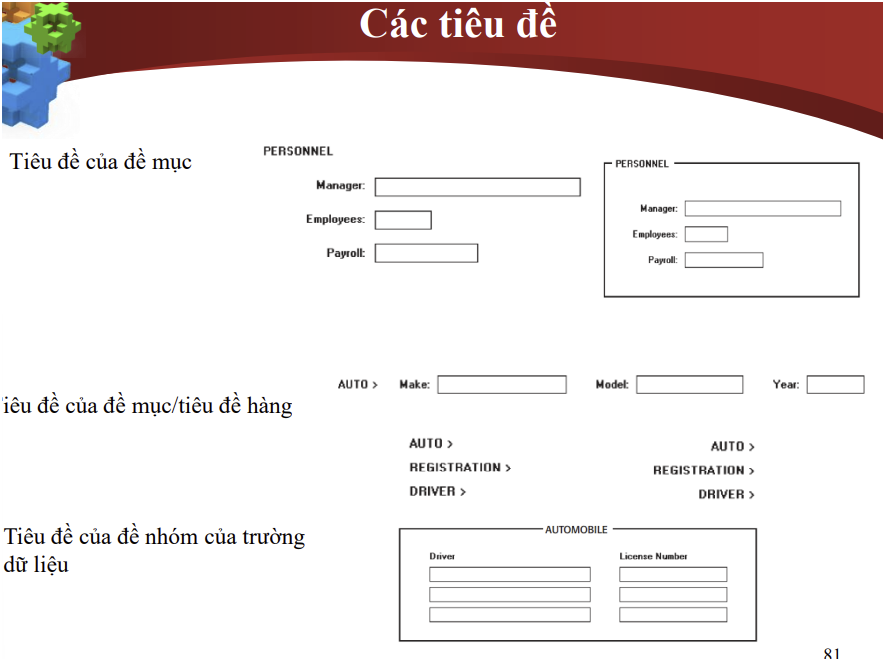 Các tiêu đề
Tiêu đề của đề mục
PERSONNEL
Manager:
Employees:
Payroll:
PERSONNEL
Manager:
Employees:
Payroll:
iêu đề của đề mục/tiêu đề hàng
AUTO > Make: Model: Year:
AUTO >
REGISTRATION >
DRIVER >
AUTO >
REGISTRATION >
DRIVER >
Tiêu đề của đề nhóm của trường
dữ liệu
AUTOMOBILE
Driver License Number
81